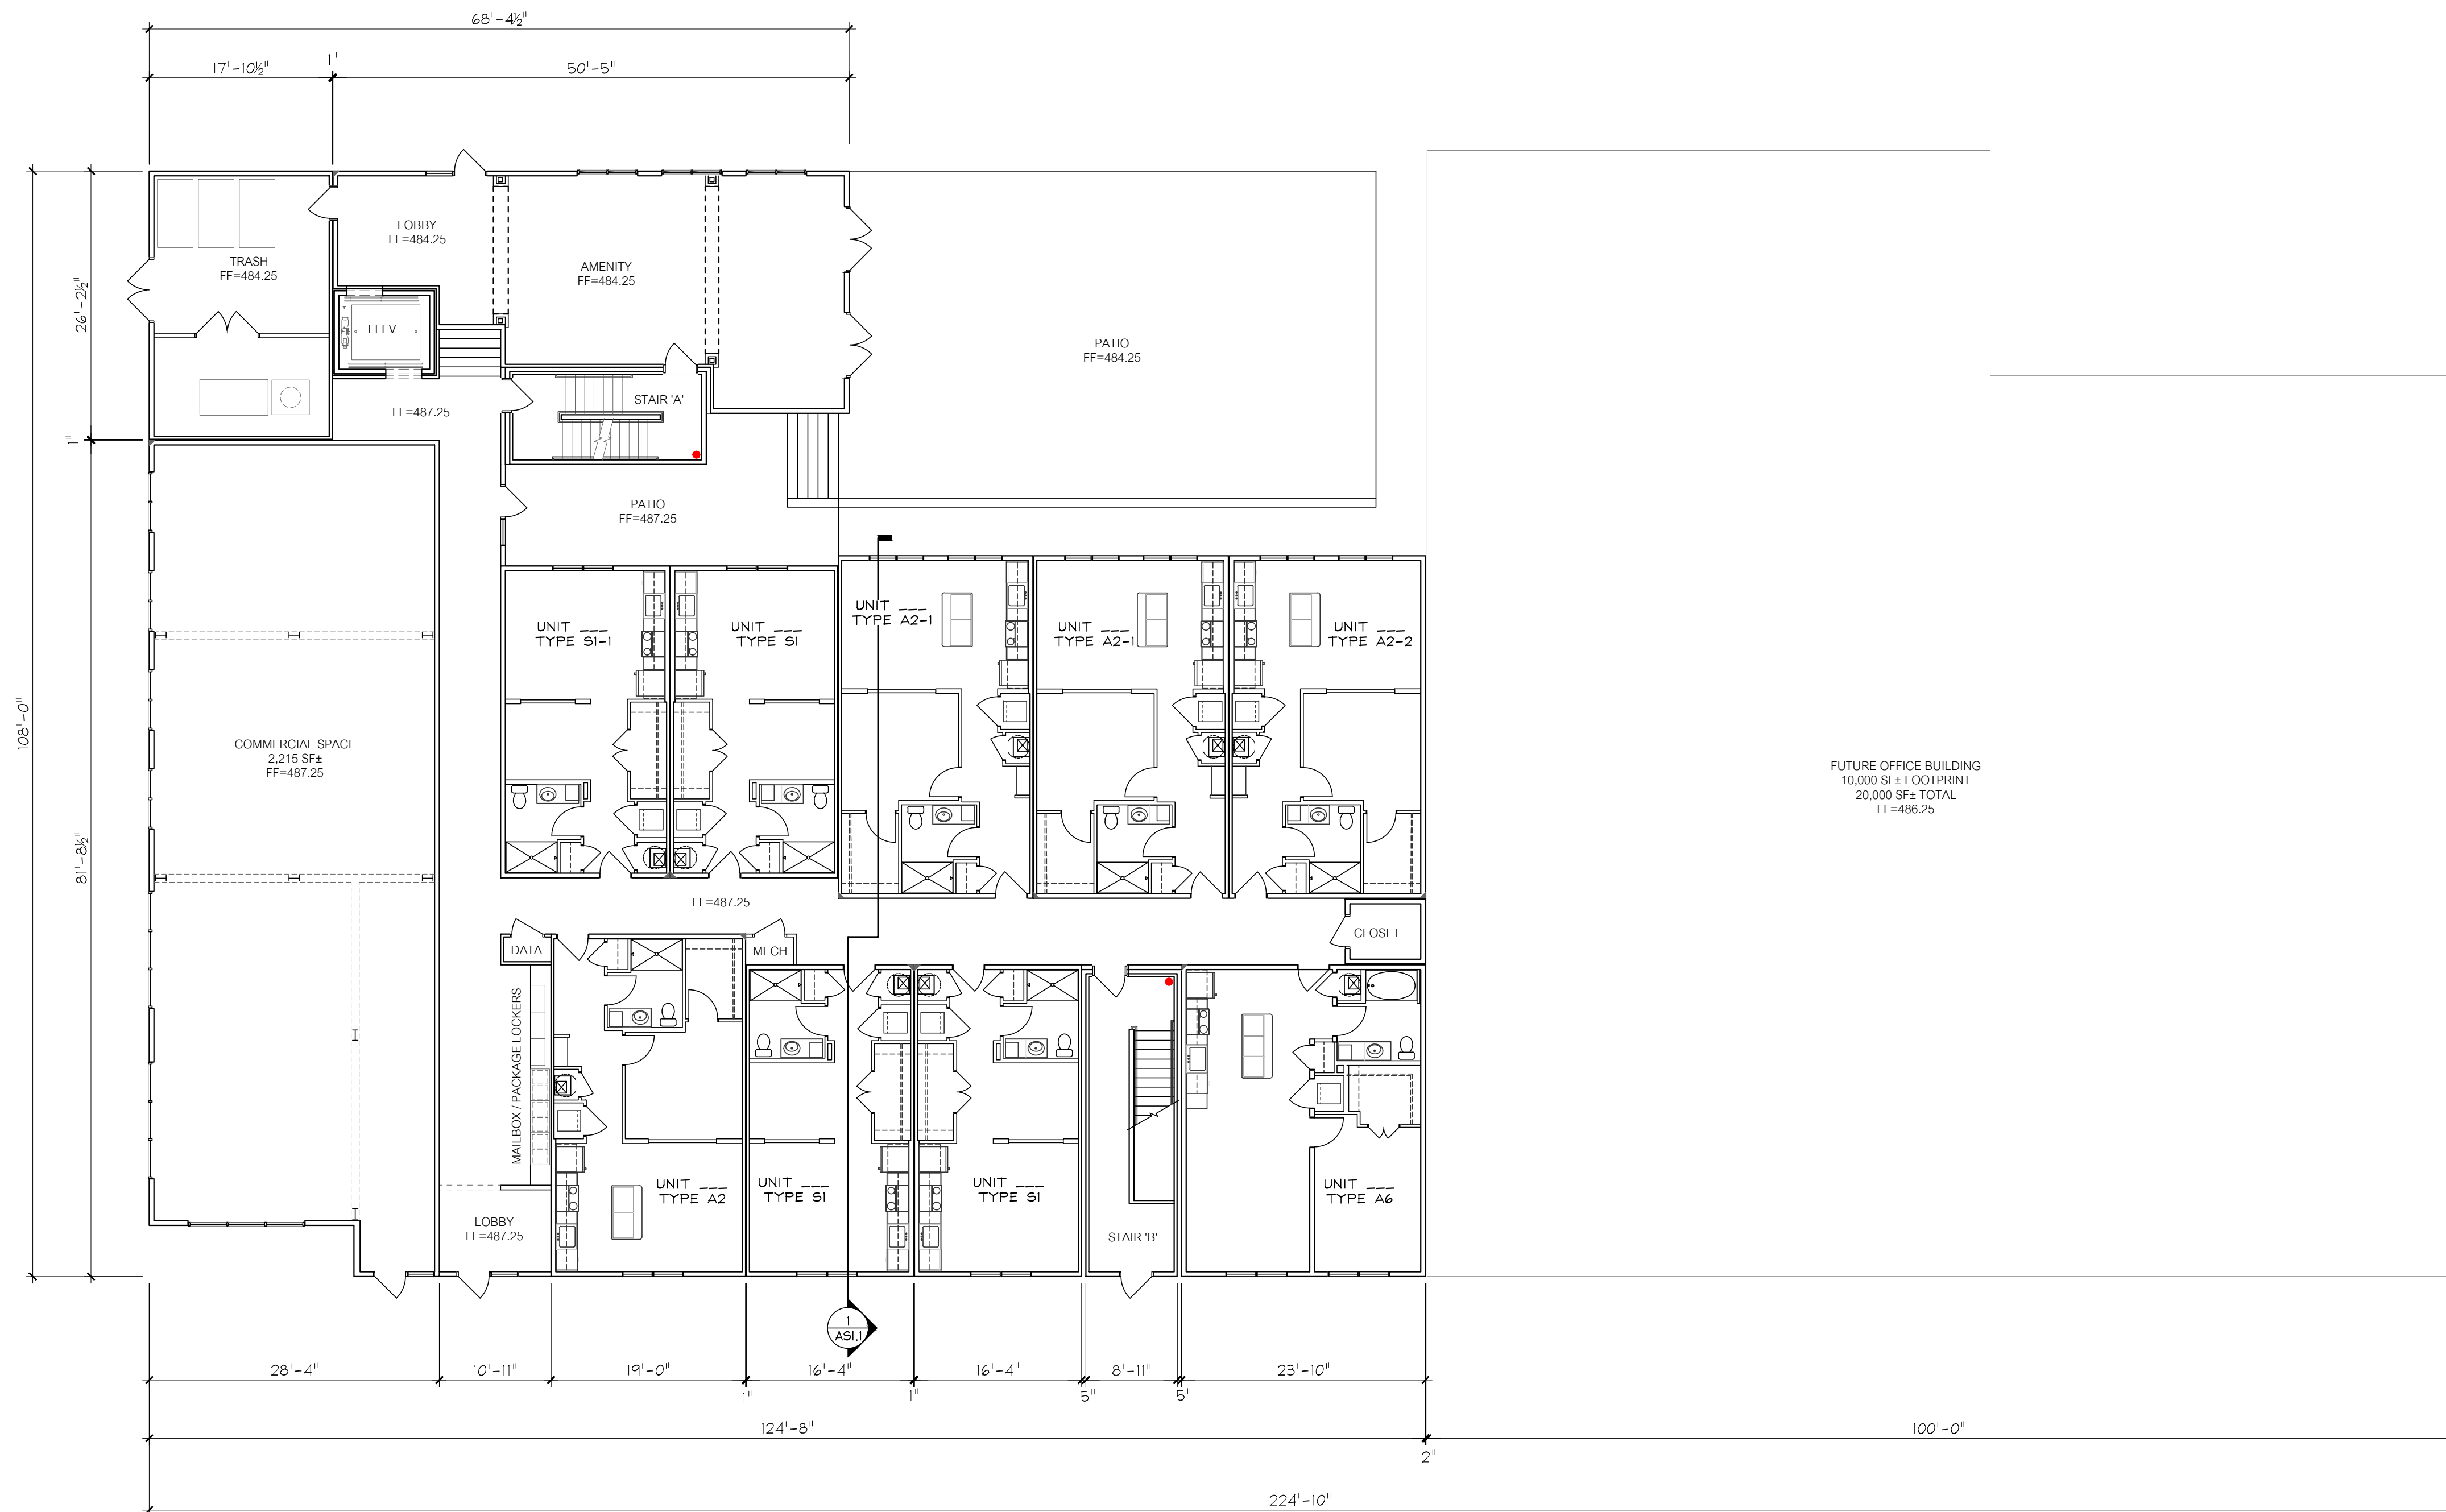 68'-4½"
17'-10½"
1"
50'-5"
LOBBY
FF=484.25
TRASH
FF=484.25
AMENITY
FF=484.25
26'-2½"
ELEV
PATIO
FF=484.25
STAIR 'A'
FF=487.25
1"
PATIO
FF=487.25
UNIT ___
TYPE A2-1
UNIT ___
TYPE S1-1
UNIT ___
TYPE S1
UNIT ___
TYPE A2-1
UNIT ___
TYPE A2-2
108'-0"
COMMERCIAL SPACE
2,215 SF±
FF=487.25
FUTURE OFFICE BUILDING
10,000 SF± FOOTPRINT
20,000 SF± TOTAL
FF=486.25
81'-8½"
FF=487.25
CLOSET
DATA
MECH
MAILBOX / PACKAGE LOCKERS
UNIT ___
TYPE A2
UNIT ___
TYPE S1
UNIT ___
TYPE S1
UNIT ___
TYPE A6
LOBBY
FF=487.25
STAIR 'B'
1
AS1.1
28'-4"
10'-11"
19'-0"
16'-4"
16'-4"
8'-11"
23'-10"
1"
1"
5"
5"
124'-8"
100'-0"
2"
224'-10"